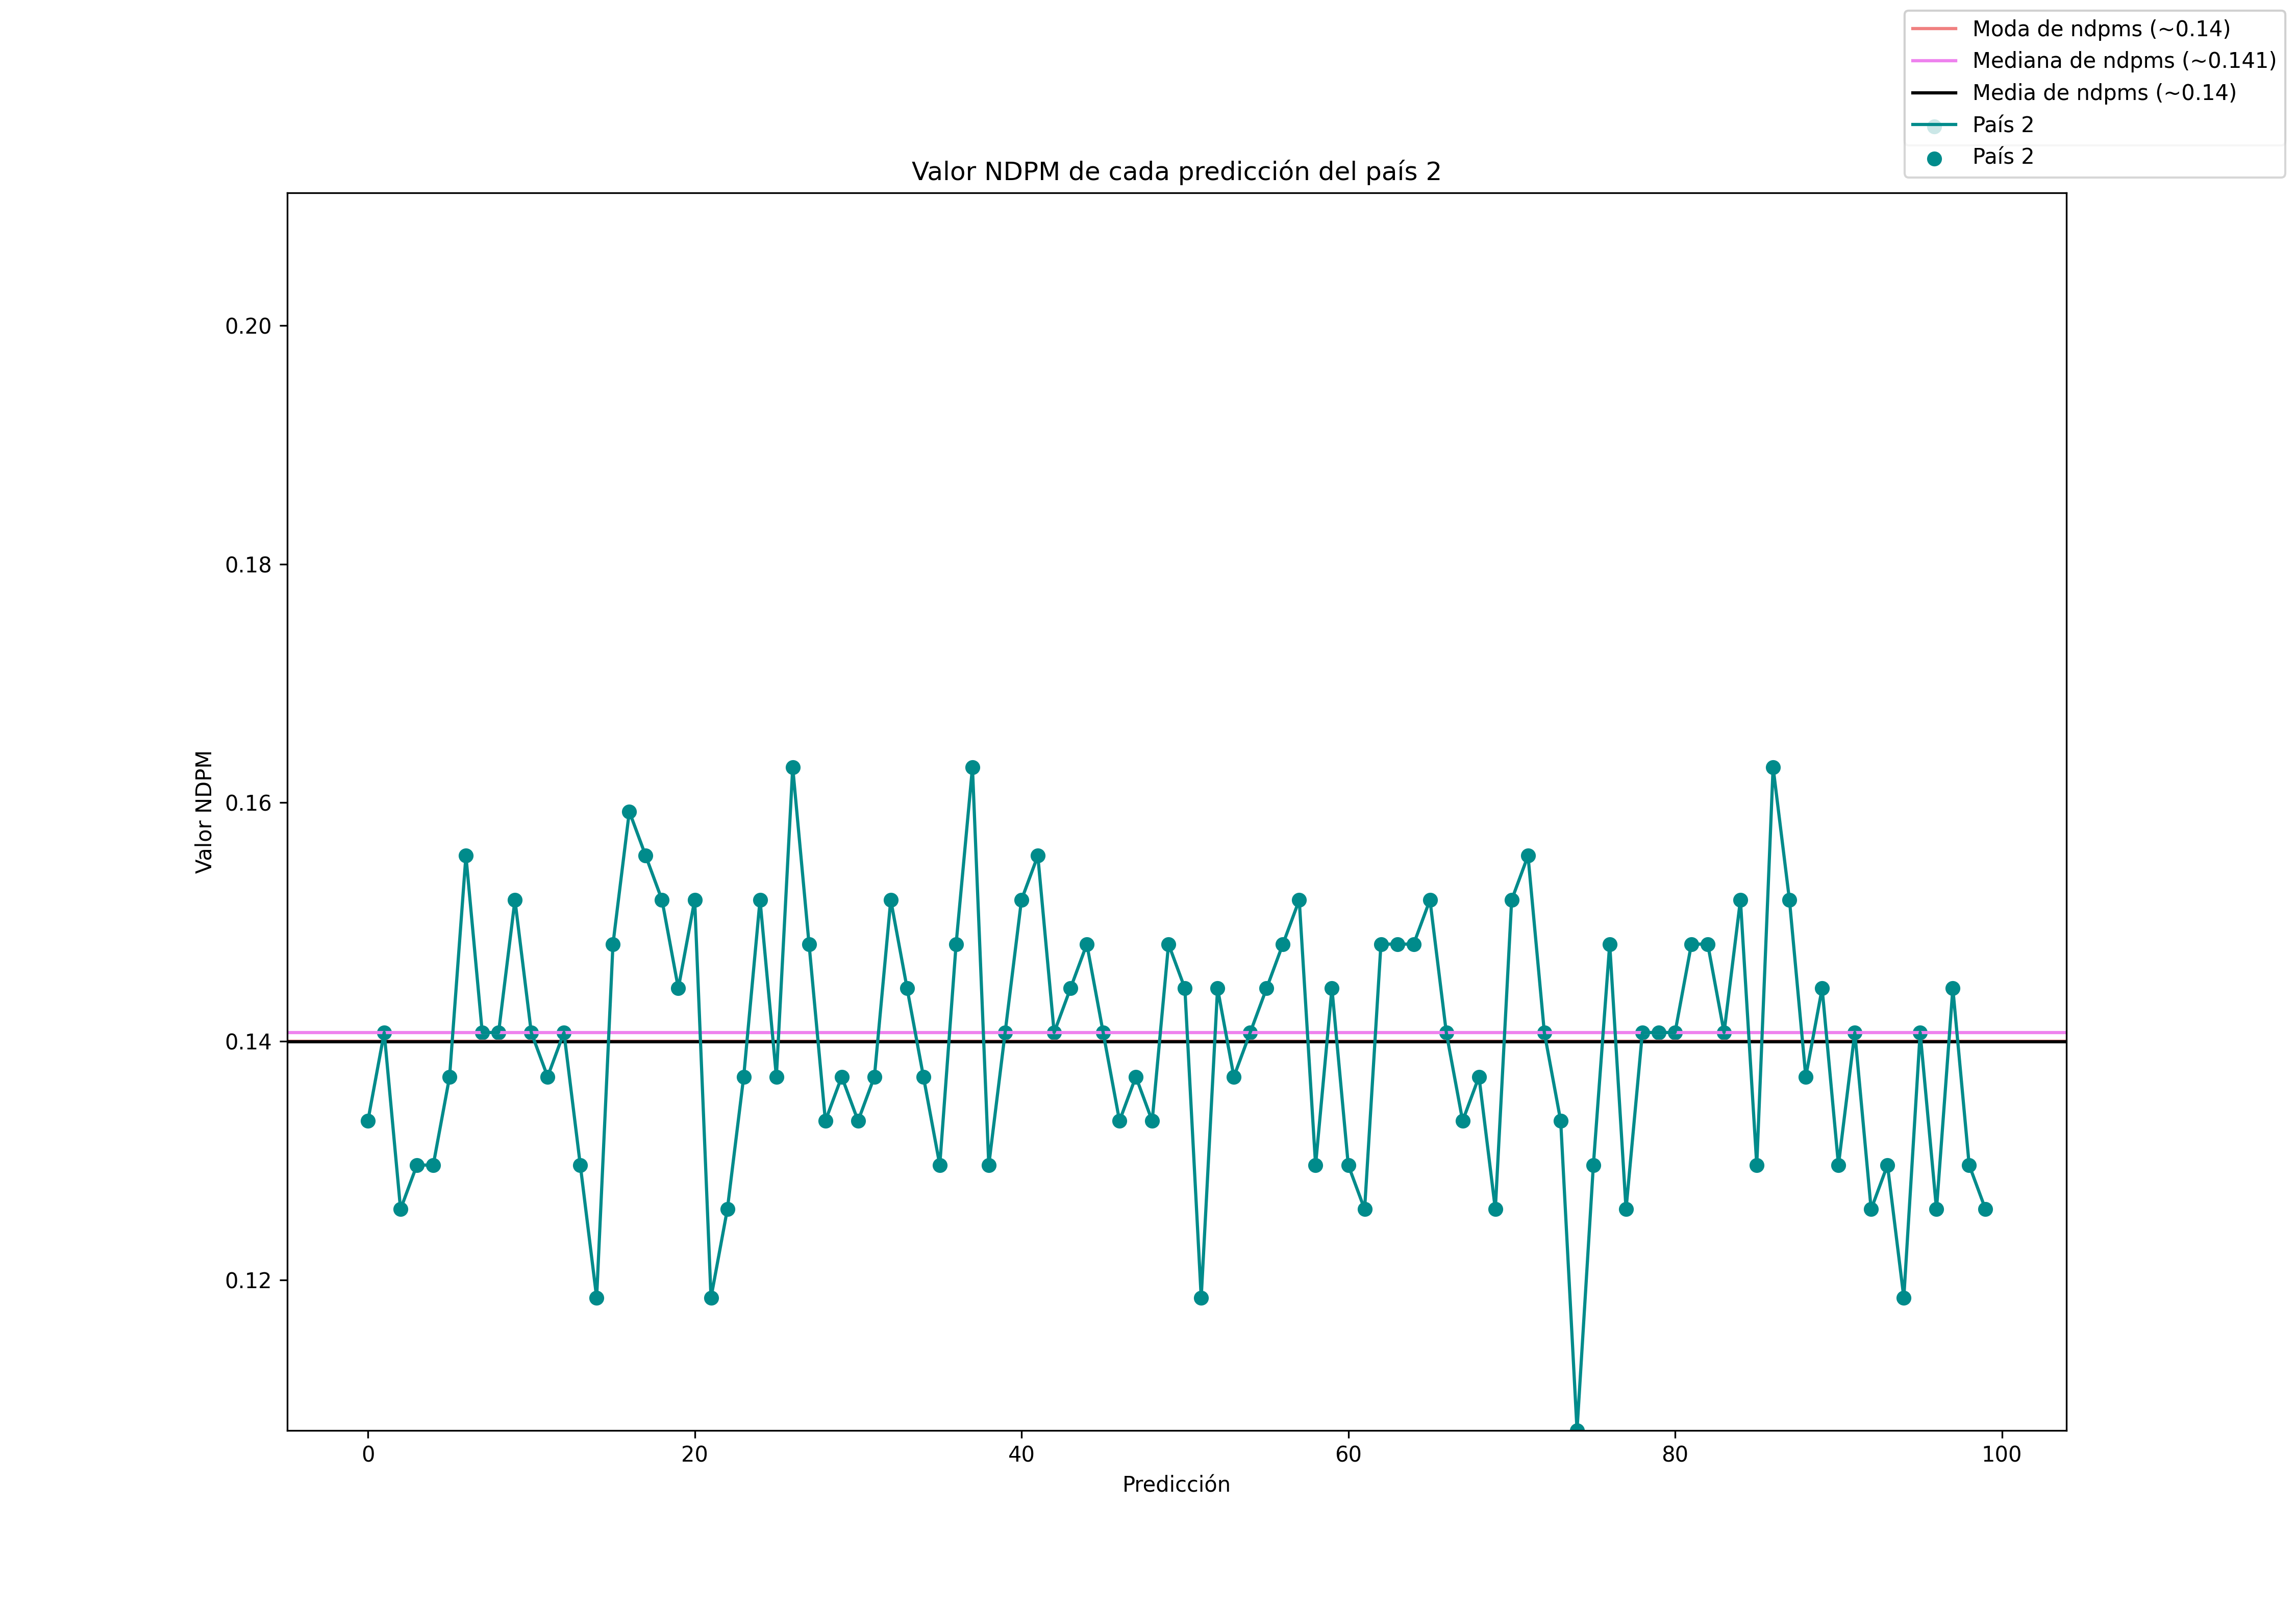 Moda de ndpms (~0.14)
Mediana de ndpms (~0.141)
Media de ndpms (~0.14)
País 2
País 2
Valor NDPM de cada predicción del país 2
0.20
0.18
0.16
0.14
0.12
Valor NDPM
0 20 40 60 80 100
Predicción